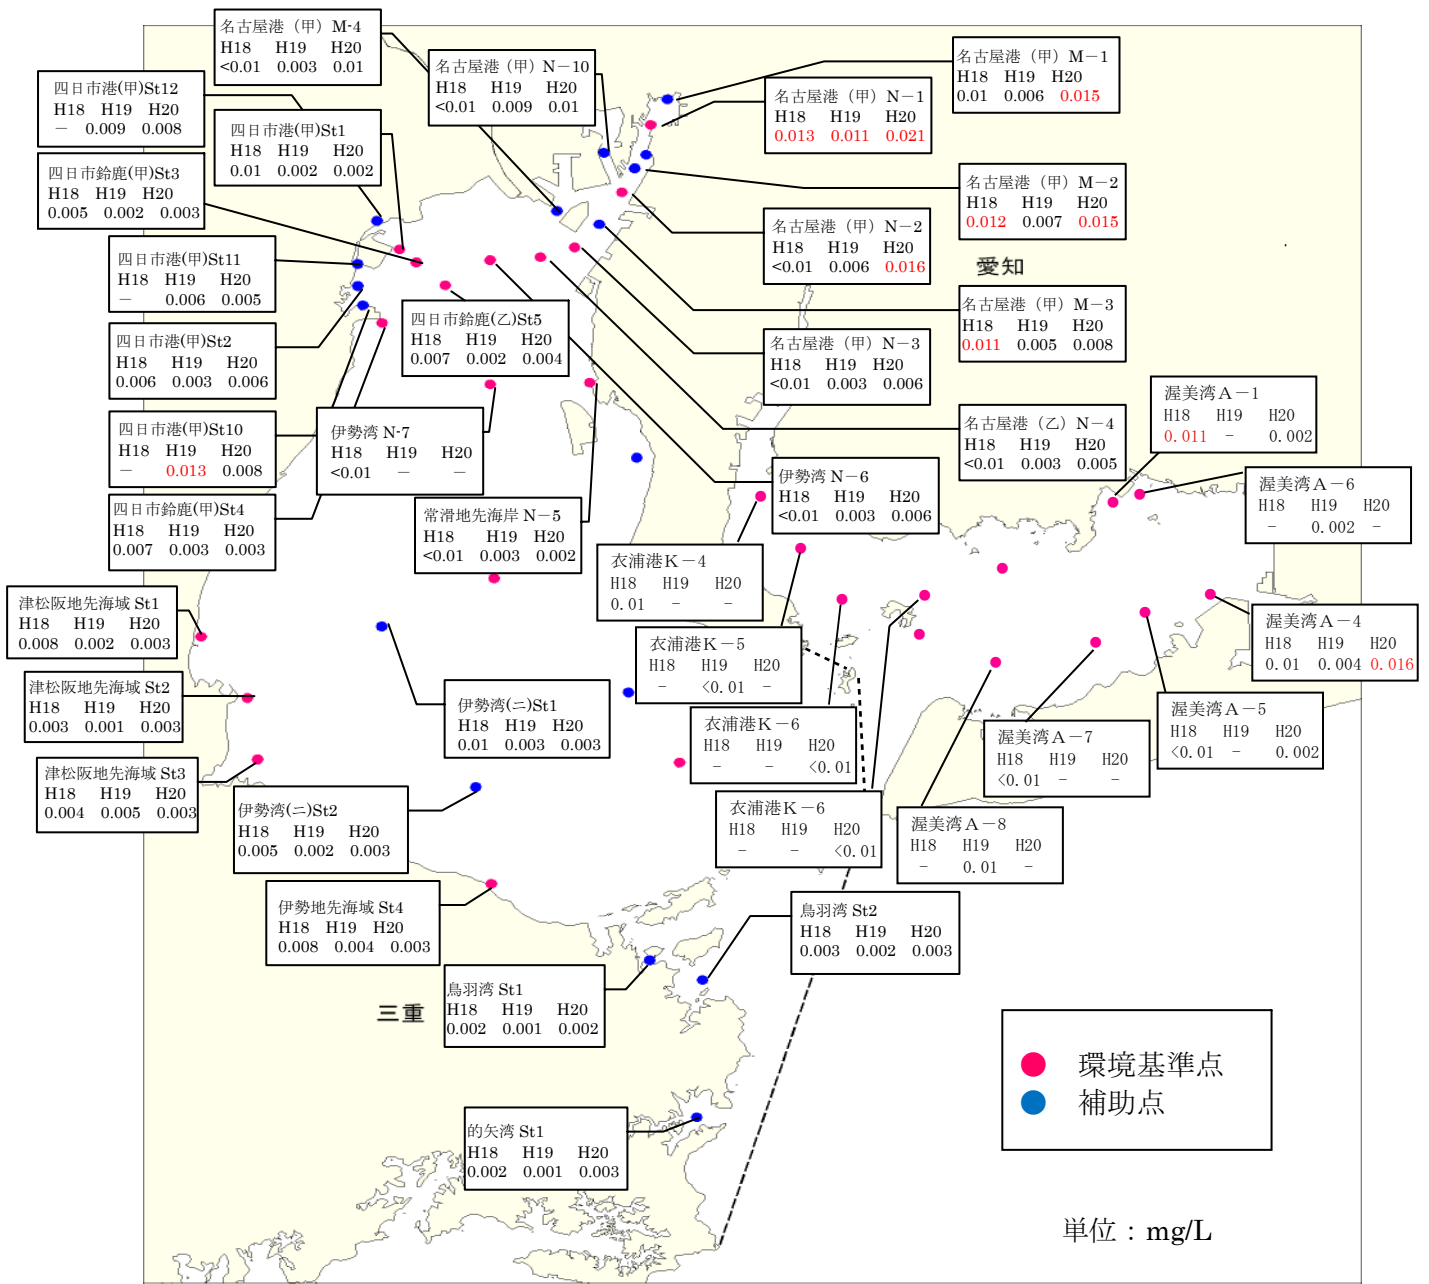 名古屋港（甲）M-4
H18 H19 H20
<0.01 0.003 0.01
名古屋港（甲）N－10
H18 H19 H20
<0.01 0.009 0.01
名古屋港（甲）M－1
H18 H19 H20
0.01 0.006 0.015
四日市港(甲)St12
H18 H19 H20
－ 0.009 0.008
名古屋港（甲）N－1
H18 H19 H20
0.013 0.011 0.021
四日市港(甲)St1
H18 H19 H20
0.01 0.002 0.002
四日市鈴鹿(甲)St3
H18 H19 H20
0.005 0.002 0.003
名古屋港（甲）M－2
H18 H19 H20
0.012 0.007 0.015
名古屋港（甲）N－2
H18 H19 H20
<0.01 0.006 0.016
愛知
四日市港(甲)St11
H18 H19 H20
－ 0.006 0.005
名古屋港（甲）M－3
H18 H19 H20
0.011 0.005 0.008
四日市鈴鹿(乙)St5
H18 H19 H20
0.007 0.002 0.004
四日市港(甲)St2
H18 H19 H20
0.006 0.003 0.006
名古屋港（甲）N－3
H18 H19 H20
<0.01 0.003 0.006
渥美湾A－1
H18 H19 H20
0.011 － 0.002
四日市港(甲)St10
H18 H19 H20
－ 0.013 0.008
伊勢湾 N-7
H18 H19 H20
<0.01 － －
名古屋港（乙）N－4
H18 H19 H20
<0.01 0.003 0.005
伊勢湾 N－6
H18 H19 H20
<0.01 0.003 0.006
渥美湾A－6
H18 H19 H20
－ 0.002 －
四日市鈴鹿(甲)St4
H18 H19 H20
0.007 0.003 0.003
常滑地先海岸 N－5
H18 H19 H20
<0.01 0.003 0.002
衣浦港K－4
H18 H19 H20
0.01 － －
津松阪地先海域 St1
H18 H19 H20
0.008 0.002 0.003
衣浦港K－5
H18 H19 H20
－ <0.01 －
渥美湾A－4
H18 H19 H20
0.01 0.004 0.016
津松阪地先海域 St2
H18 H19 H20
0.003 0.001 0.003
伊勢湾(ニ)St1
H18 H19 H20
0.01 0.003 0.003
衣浦港K－6
H18 H19 H20
－ － <0.01
渥美湾A－7
H18 H19 H20
<0.01 － －
渥美湾A－5
H18 H19 H20
<0.01 － 0.002
津松阪地先海域 St3
H18 H19 H20
0.004 0.005 0.003
伊勢湾(ニ)St2
H18 H19 H20
0.005 0.002 0.003
衣浦港K－6
H18 H19 H20
－ － <0.01
渥美湾A－8
H18 H19 H20
－ 0.01 －
伊勢地先海域 St4
H18 H19 H20
0.008 0.004 0.003
鳥羽湾 St2
H18 H19 H20
0.003 0.002 0.003
三重
鳥羽湾 St1
H18 H19 H20
0.002 0.001 0.002
環境基準点
補助点
的矢湾 St1
H18 H19 H20
0.002 0.001 0.003
単位：mg/L